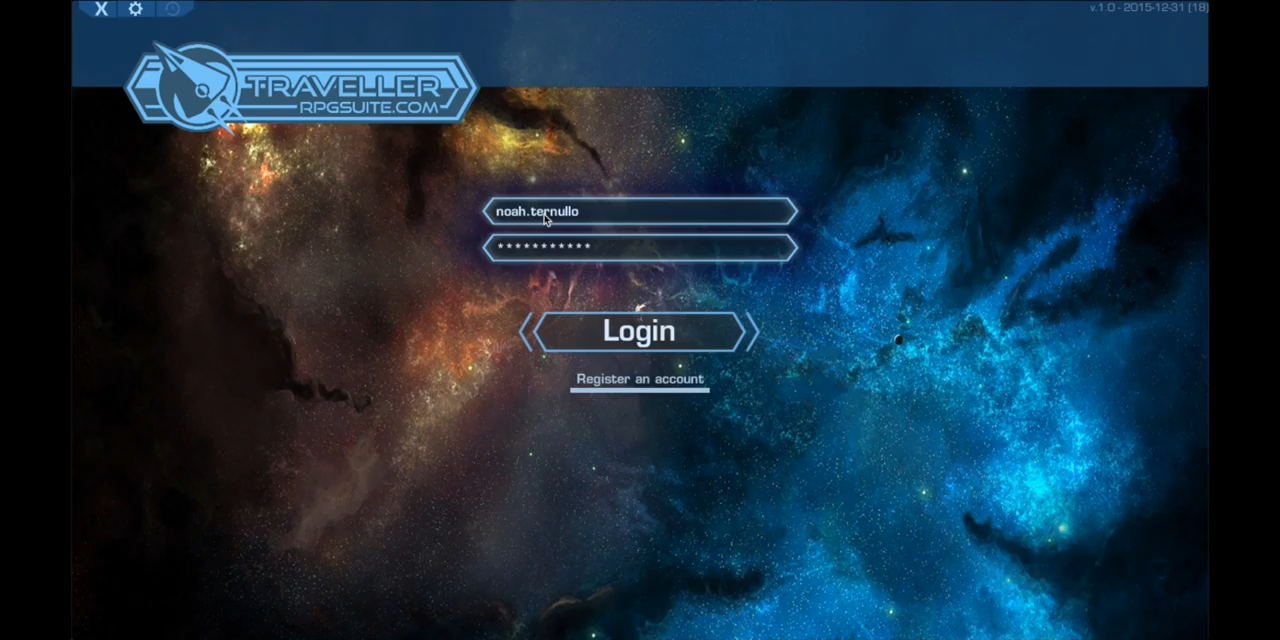 X
v.1.0 - 2015-12-31 (18)
TRAVELLER
RPGSUITE.COM
noah.ternullo
***********
Login
Register an account